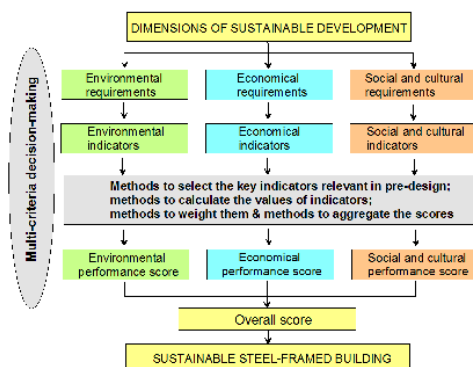 DIMENSIONS OF SUSTAINABLE DEVELOPMENT
Multi-criteria decision-making
Environmental
requirements
Economical
requirements
Social and cultural
requirements
Environmental
indicators
Economical
indicators
Social and cultural
indicators
Methods to select the key indicators relevant in pre-design;
methods to calculate the values of indicators;
methods to weight them & methods to aggregate the scores
Environmental
performance score
Economical
performance score
Social and cultural
performance score
Overall score
SUSTAINABLE STEEL-FRAMED BUILDING